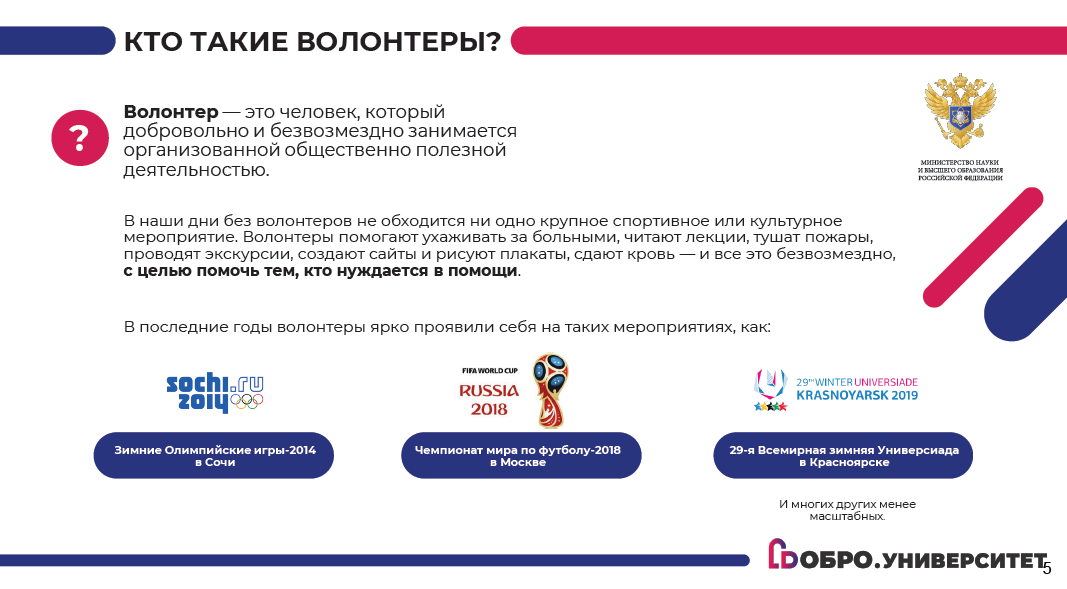 КТО ТАКИЕ ВОЛОНТЕРЫ?
?
Волонтер — это человек, который
добровольно и безвозмездно занимается
организованной общественно полезной
деятельностью.
МИНИСТЕРСТВО НАУКИ
И ВЫСШЕГО ОБРАЗОВАНИЯ
РОССИЙСКОЙ ФЕДЕРАЦИИ
В наши дни без волонтеров не обходится ни одно крупное спортивное или культурное
мероприятие. Волонтеры помогают ухаживать за больными, читают лекции, тушат пожары,
проводят экскурсии, создают сайты и рисуют плакаты, сдают кровь — и все это безвозмездно,
с целью помочь тем, кто нуждается в помощи.
В последние годы волонтеры ярко проявили себя на таких мероприятиях, как:
sochi.ru
2014
FIFA WORLD CUP
RUSSIA
2018
29TH WINTER UNIVERSIADE
KRASNOYARSK 2019
Зимние Олимпийские игры-2014
в Сочи
Чемпионат мира по футболу-2018
в Москве
29-я Всемирная зимняя Универсиада
в Красноярске
И многих других менее
масштабных.
ДОБРО.УНИВЕРСИТЕТ
5